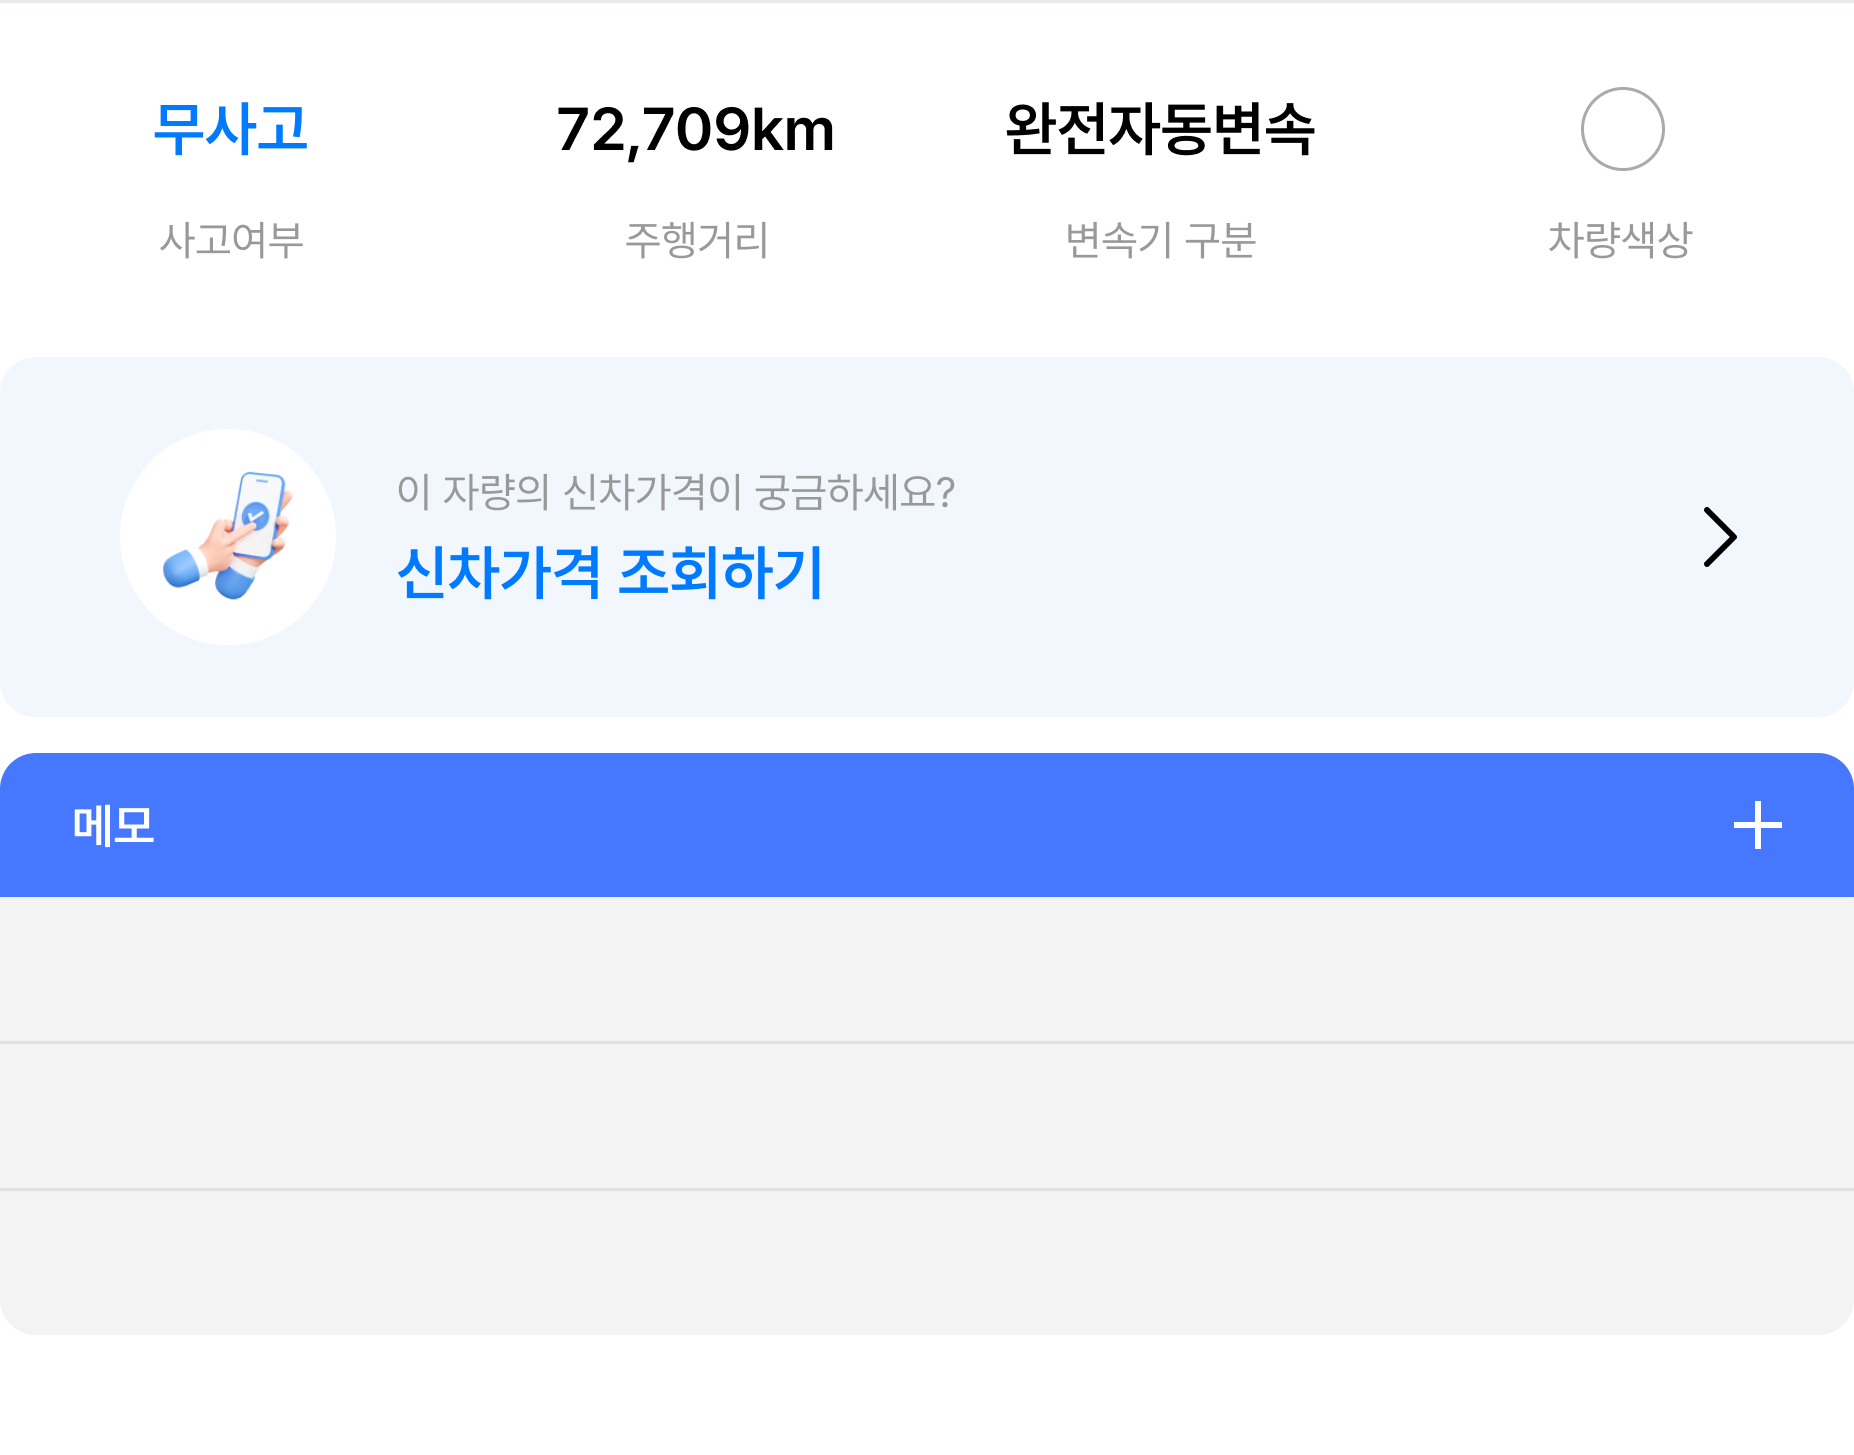 무사고 72,709km 완전자동변속
사고여부 주행거리 변속기 구분 차량색상
이 자량의 신차가격이 궁금하세요?
신차가격 조회하기
메모